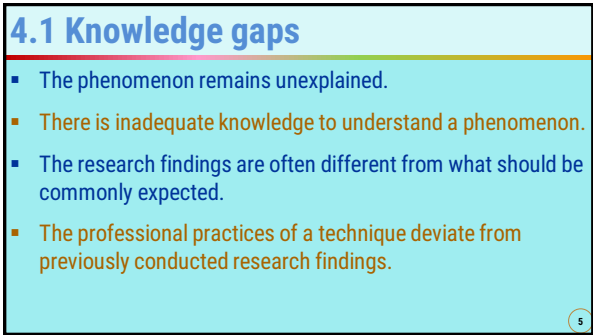 4.1 Knowledge gaps
▪ The phenomenon remains unexplained.
▪ There is inadequate knowledge to understand a phenomenon.
▪ The research findings are often different from what should be
commonly expected.
▪ The professional practices of a technique deviate from
previously conducted research findings.
5